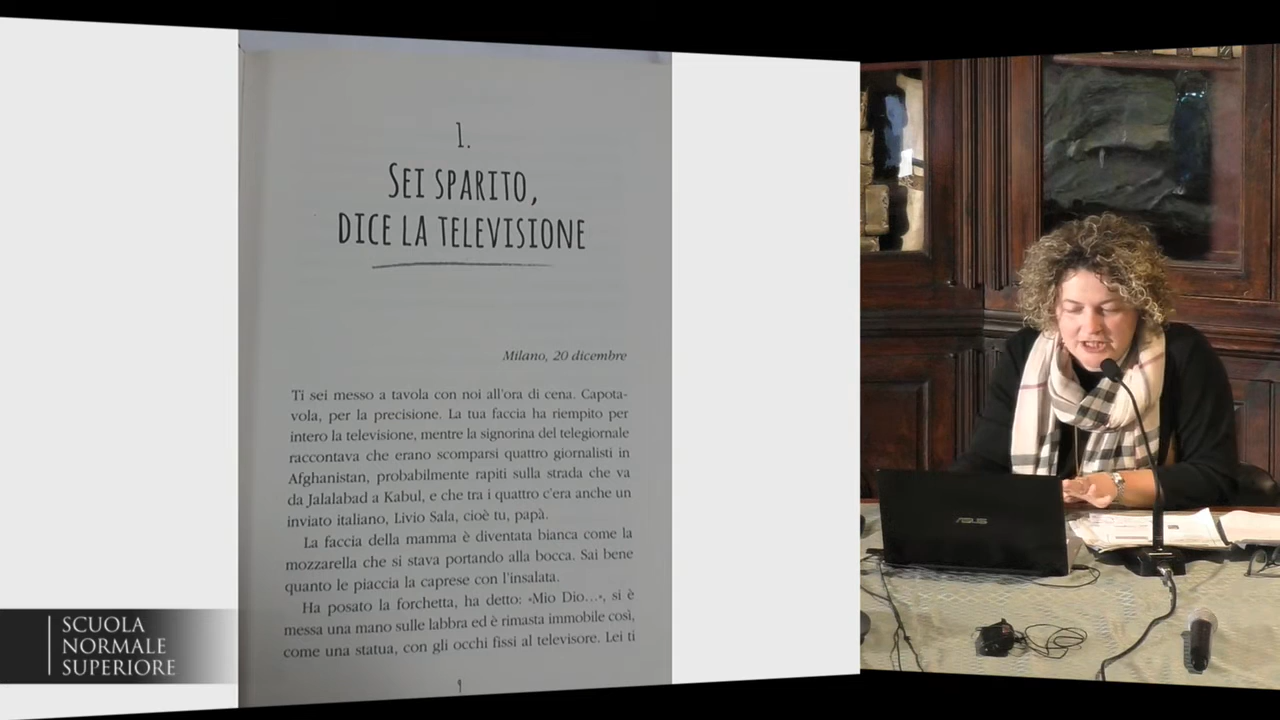 1.
SEI SPARITO,
DICE LA TELEVISIONE
Milano, 20 dicembre
Ti sei messo a tavola con noi all'ora di cena. Capota-
vola, per la precisione. La tua faccia ha riempito per
intero la televisione, mentre la signorina del telegiornale
raccontava che erano scomparsi quattro giornalisti in
Afghanistan, probabilmente rapiti sulla strada che va
da Jalalabad a Kabul, e che tra i quattro c'era anche un
inviato italiano, Livio Sala, cioè tu, papà.
La faccia della mamma è diventata bianca come la
mozzarella che si stava portando alla bocca. Sai bene
quanto le piaccia la caprese con l'insalata.
Ha posato la forchetta, ha detto: «Mio Dio...», si è
messa una mano sulle labbra ed è rimasta immobile così,
come una statua, con gli occhi fissi al televisore. Lei ti
9
SCUOLA
NORMALE
SUPERIORE
ASUS